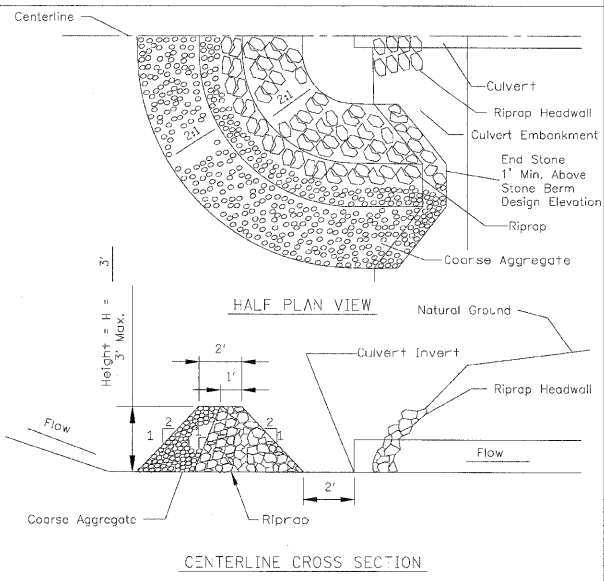 Centerline
2:1
2:1
Culvert
Riprap Headwall
Culvert Embankment
End Stone
1' Min. Above
Stone Berm
Design Elevation
Riprap
Coarse Aggregate
HALF PLAN VIEW
3'
Height = H =
3' Max.
Natural Ground
2'
Culvert Invert
1'
Riprap Headwall
Flow
2
1
1
2
1
Flow
2'
Coarse Aggregate
Riprap
CENTERLINE CROSS SECTION